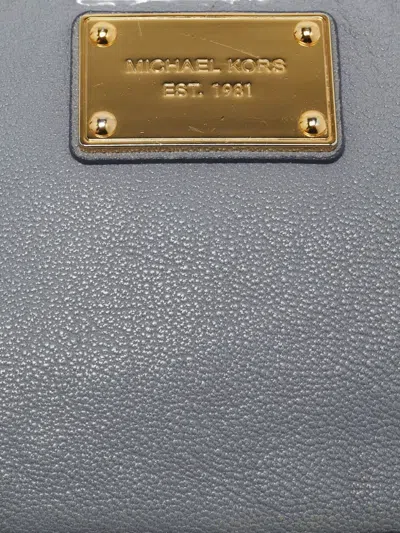 MICHAEL KORS
EST. 1981